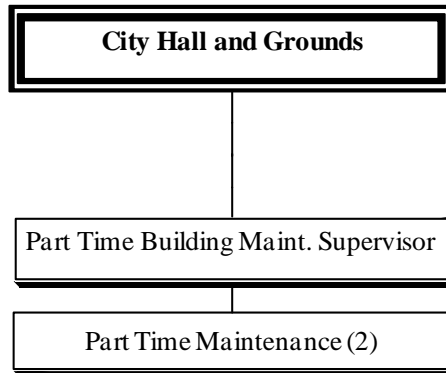 City Hall and Grounds
Part Time Building Maint. Supervisor
Part Time Maintenance (2)